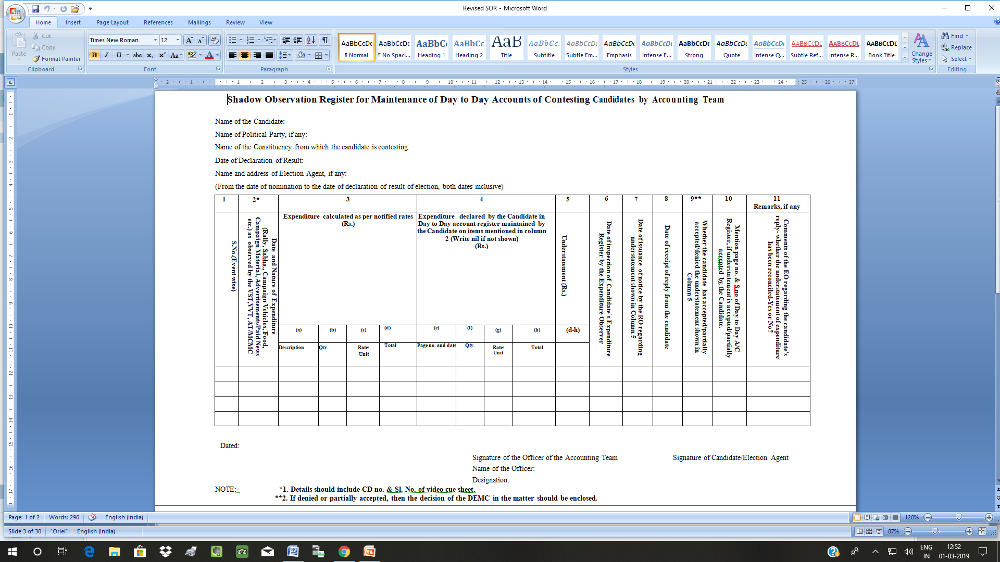 Revised SOR - Microsoft Word
Home Insert Page Layout References Mailings Review View
Paste
Cut
Copy
Format Painter
Clipboard
Times New Roman 12
Font
Paragraph
AaBbCcDc AaBbCcDc AaBbC AaBbCc AaB AaBbCc. AaBbCcDc AaBbCcDc AaBbCcDc AaBbCcDc AaBbCcDc AaBbCcDc AABBCCDE AABBCCDE AABBCCDE
¶ Normal ¶ No Spaci... Heading 1 Heading 2 Title Subtitle Subtle Em... Emphasis Intense E... Strong Quote Intense Q... Subtle Ref... Intense R... Book Title
Change Styles
Styles
Find
Replace
Select
Editing
2 1 1 2 3 4 5 6 7 8 9 10 11 12 13 14 15 16 17 18 19 20 21 22 23 24 25 26 27
Shadow Observation Register for Maintenance of Day to Day Accounts of Contesting Candidates by Accounting Team
Name of the Candidate:
Name of Political Party, if any:
Name of the Constituency from which the candidate is contesting:
Date of Declaration of Result:
Name and address of Election Agent, if any:
(From the date of nomination to the date of declaration of result of election, both dates inclusive)
1 2* 3 4 5 6 7 8 9** 10 11
Remarks, if any
S.No.(Event wise)
Date and Nature of Expenditure
(Rally, Sabha., Campaign Vehicles, Food,
Campaign Material, Advertisements/Paid News
etc.) as observed by the VST,VVT, AT/MCMC
Expenditure calculated as per notified rates
(Rs.)
Expenditure declared by the Candidate in
Day to Day account register maintained by
the Candidate on items mentioned in column
2 (Write nil if not shown)
(Rs.)
Understatement (Rs.)
Date of inspection of Candidate`s Expenditure
Register by the Expenditure Observer
Date of issuance of notice by the RO regarding
understatement shown in Column 5
Date of receipt of reply from the candidate
Whether the candidate has accepted/partially
accepted/denied the understatement shown in
Column 5
Mention page no. & S.no of Day to Day A/C
Register, if understatement is accepted/partially
accepted by the Candidate.
Comments of the EO regarding the candidate's
reply- whether the understatement of expenditure
has been reconciled-Yes or No?
(a) (b) (c) (d) (e) (f) (g) (h) (d-h)
Description Qty. Rate/ Unit Total Page no. and date Qty. Rate/ Unit Total
Dated:
Signature of the Officer of the Accounting Team Signature of Candidate/Election Agent
Name of the Officer:
Designation:
NOTE:- *1. Details should include CD no. & Sl. No. of video cue sheet.
**2. If denied or partially accepted, then the decision of the DEMC in the matter should be enclosed.
Page: 1 of 2 Words: 296 English (India) 120%
Slide 3 of 30 "Oriel" English (India) 87%
ENG
IN
12:52
01-03-2019